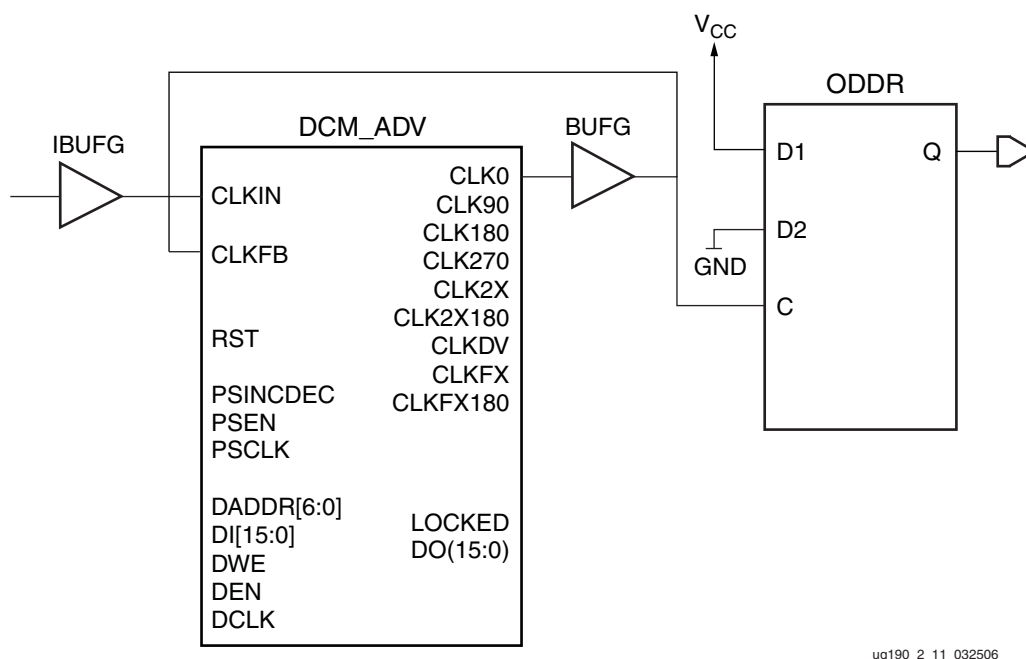 VCC
ODDR
DCM_ADV
BUFG
IBUFG
D1
Q
CLKIN
CLK0
CLK90
D2
CLK180
CLKFB
CLK270
GND
CLK2X
C
CLK2X180
RST
CLKDV
CLKFX
PSINCDEC
CLKFX180
PSEN
PSCLK
DADDR[6:0]
LOCKED
DI[15:0]
DO(15:0)
DWE
DEN
DCLK
ug190_2_11_032506